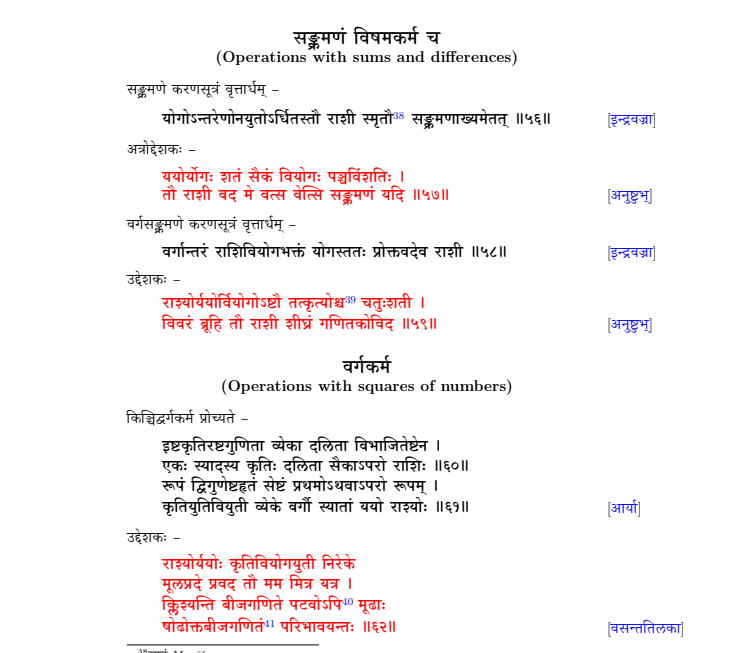 सङ्क्रमणं विषमकर्म च
(Operations with sums and differences)
सङ्क्रमणे करणसूत्रं वृत्तार्धम् –
योगोऽन्तरेणोनयुतोऽर्धितस्तौ राशी स्मृतौ³⁸ सङ्क्रमणाख्यमेतत् ॥५६॥ [इन्द्रवज्रा]
अत्रोद्देशकः –
ययोर्योगः शतं सैकं वियोगः पञ्चविंशतिः ।
तौ राशी वद मे वत्स वेत्सि सङ्क्रमणं यदि ॥५७॥ [अनुष्टुभ्]
वर्गसङ्क्रमणे करणसूत्रं वृत्तार्धम् –
वर्गान्तरं राशिवियोगभक्तं योगस्ततः प्रोक्तवदेव राशी ॥५८॥ [इन्द्रवज्रा]
उद्देशकः –
राश्योर्ययोर्वियोगोऽष्टौ तत्कृत्योश्च³⁹ चतुःशती ।
विवरं ब्रूहि तौ राशी शीघ्रं गणितकोविद ॥५९॥ [अनुष्टुभ्]
वर्गकर्म
(Operations with squares of numbers)
किञ्चिद्वर्गकर्म प्रोच्यते –
इष्टकृतिरष्टगुणिता व्येका दलिता विभाजितेष्टेन ।
एकः स्यादस्य कृतिः दलिता सैकाऽपरो राशिः ॥६०॥
रूपं द्विगुणेष्टहृतं सेष्टं प्रथमोऽथवाऽपरो रूपम् ।
कृतियुतिवियुती व्येके वर्गौ स्यातां ययो राश्योः ॥६१॥ [आर्या]
उद्देशकः –
राश्योर्ययोः कृतिवियोगयुती निरेके
मूलप्रदे प्रवद तौ मम मित्र यत्र ।
क्लिश्यन्ति बीजगणिते पटवोऽपि⁴⁰ मूढाः
षोढोक्तबीजगणितं⁴¹ परिभावयन्तः ॥६२॥ [वसन्ततिलका]